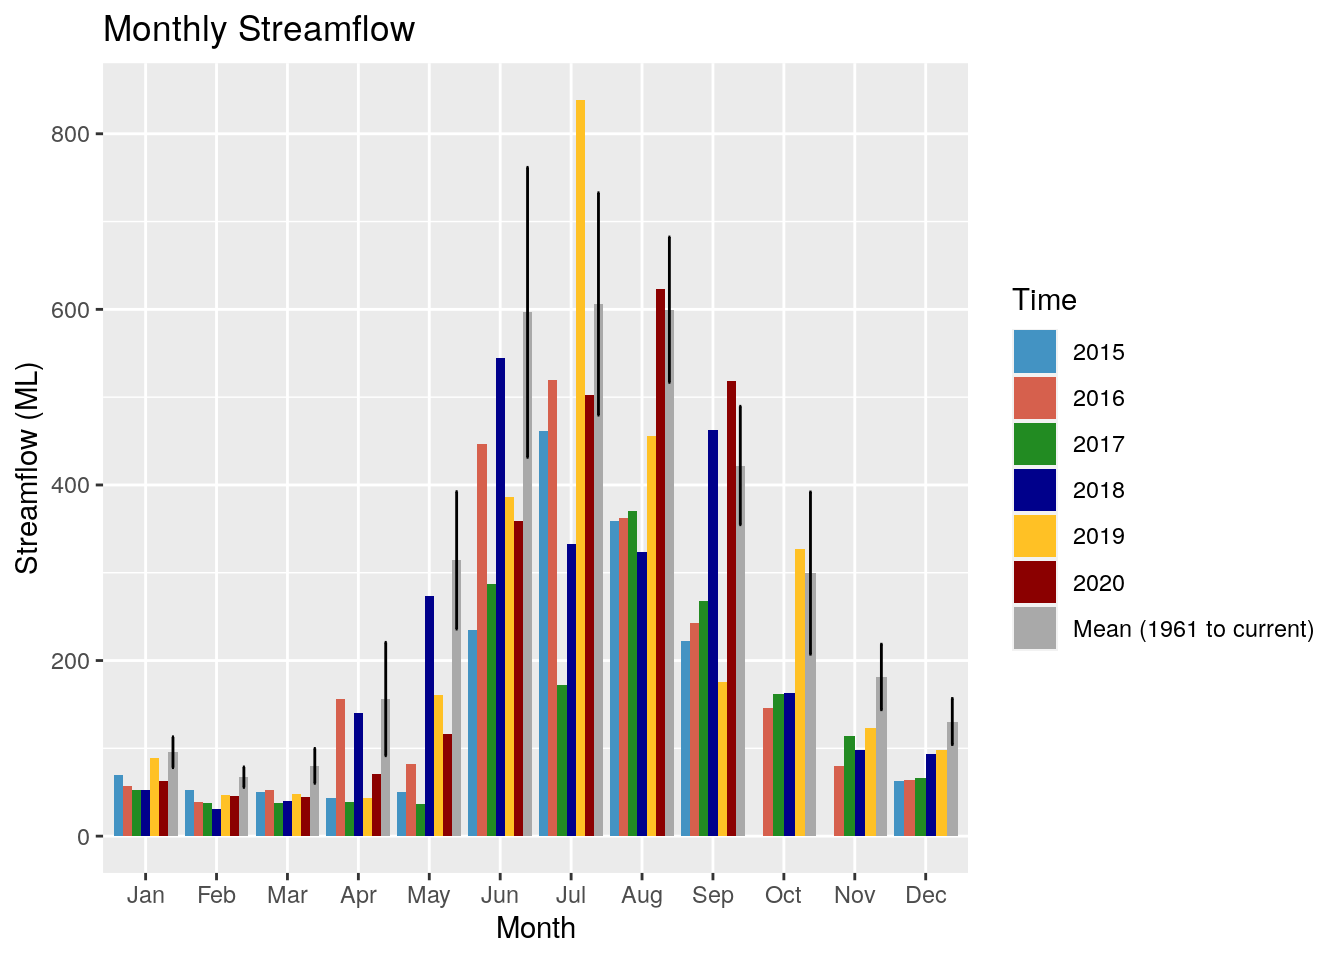 Monthly Streamflow
Streamflow (ML)
800
600
400
200
0
Jan Feb Mar Apr May Jun Jul Aug Sep Oct Nov Dec
Month
Time
2015
2016
2017
2018
2019
2020
Mean (1961 to current)